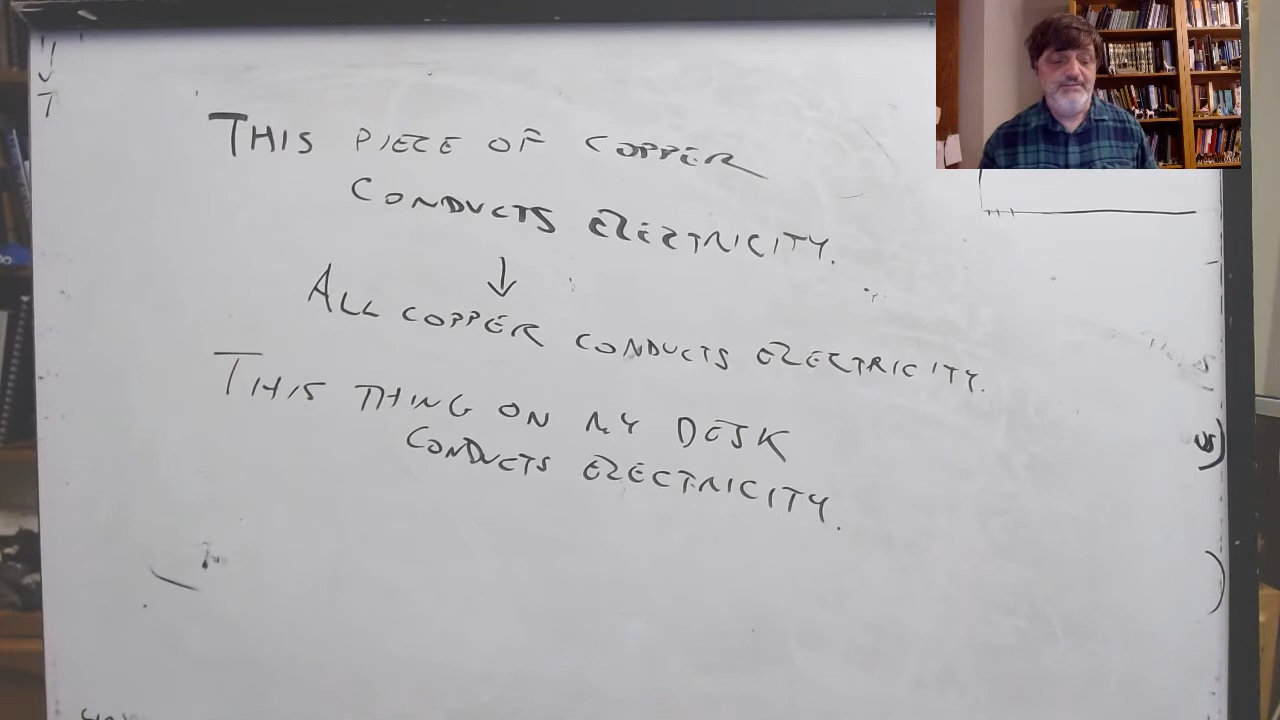 THIS PIECE OF COPPER
CONDUCTS ELECTRICITY.
↓
ALL COPPER CONDUCTS ELECTRICITY.
THIS THING ON MY DESK
CONDUCTS ELECTRICITY.